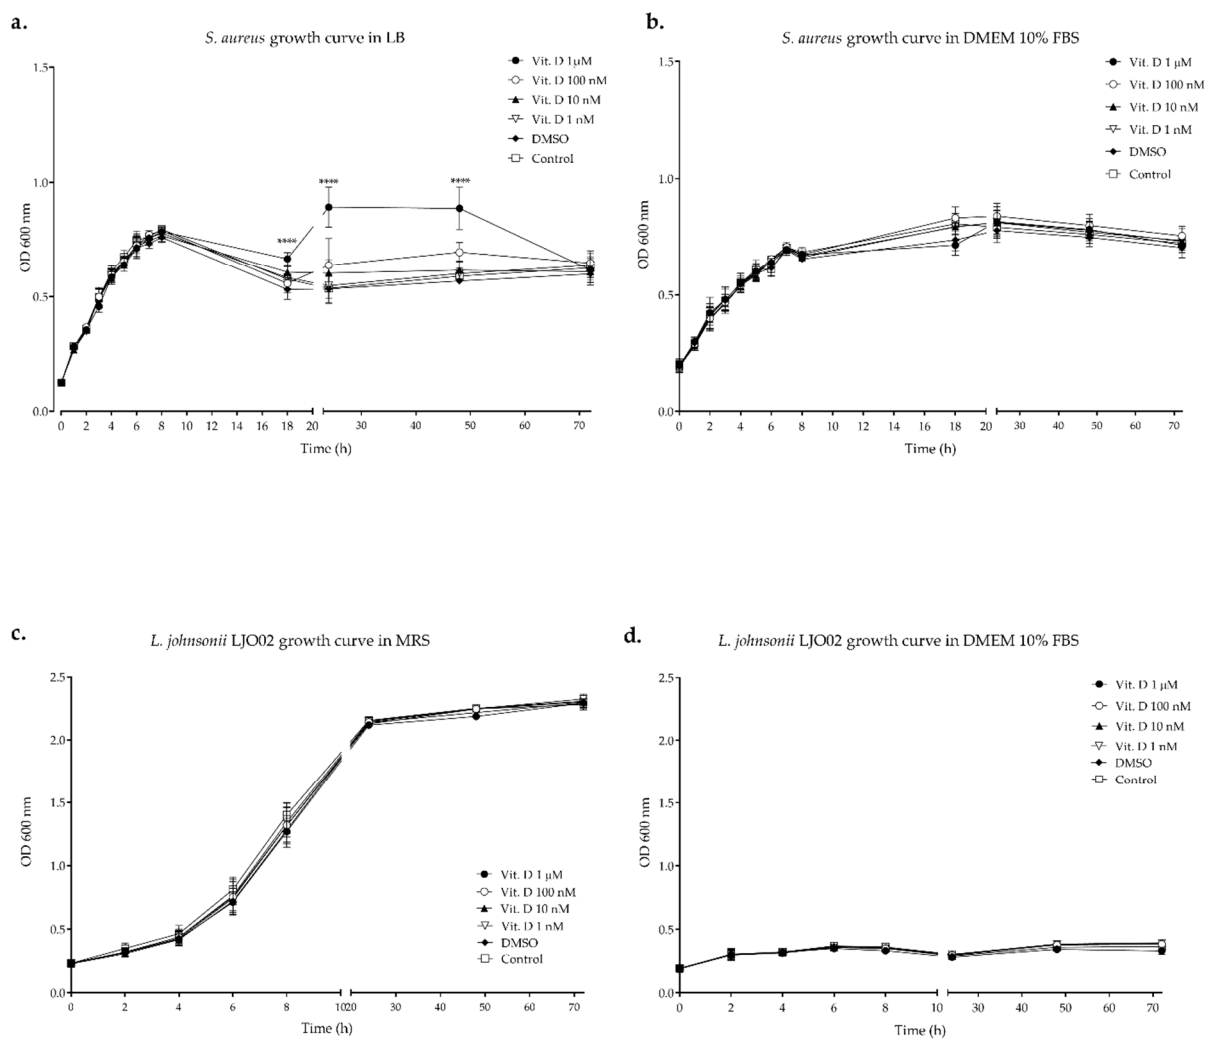 a.
S. aureus growth curve in LB
Vit. D 1µM
Vit. D 100 nM
Vit. D 10 nM
Vit. D 1 nM
DMSO
Control
1.5
1.0
0.5
0.0
OD 600 nm
****
****
****
0 2 4 6 8 10 12 14 16 18 20 30 40 50 60 70
Time (h)
b.
S. aureus growth curve in DMEM 10% FBS
Vit. D 1 µM
Vit. D 100 nM
Vit. D 10 nM
Vit. D 1 nM
DMSO
Control
1.5
1.0
0.5
0.0
OD 600 nm
0 2 4 6 8 10 12 14 16 18 20 30 40 50 60 70
Time (h)
c.
L. johnsonii LJO02 growth curve in MRS
2.5
2.0
1.5
1.0
0.5
0.0
OD 600 nm
Vit. D 1 µM
Vit. D 100 nM
Vit. D 10 nM
Vit. D 1 nM
DMSO
Control
0 2 4 6 8 10 20 30 40 50 60 70
Time (h)
d.
L. johnsonii LJO02 growth curve in DMEM 10% FBS
2.5
2.0
1.5
1.0
0.5
0.0
OD 600 nm
Vit. D 1 µM
Vit. D 100 nM
Vit. D 10 nM
Vit. D 1 nM
DMSO
Control
0 2 4 6 8 10 30 40 50 60 70
Time (h)